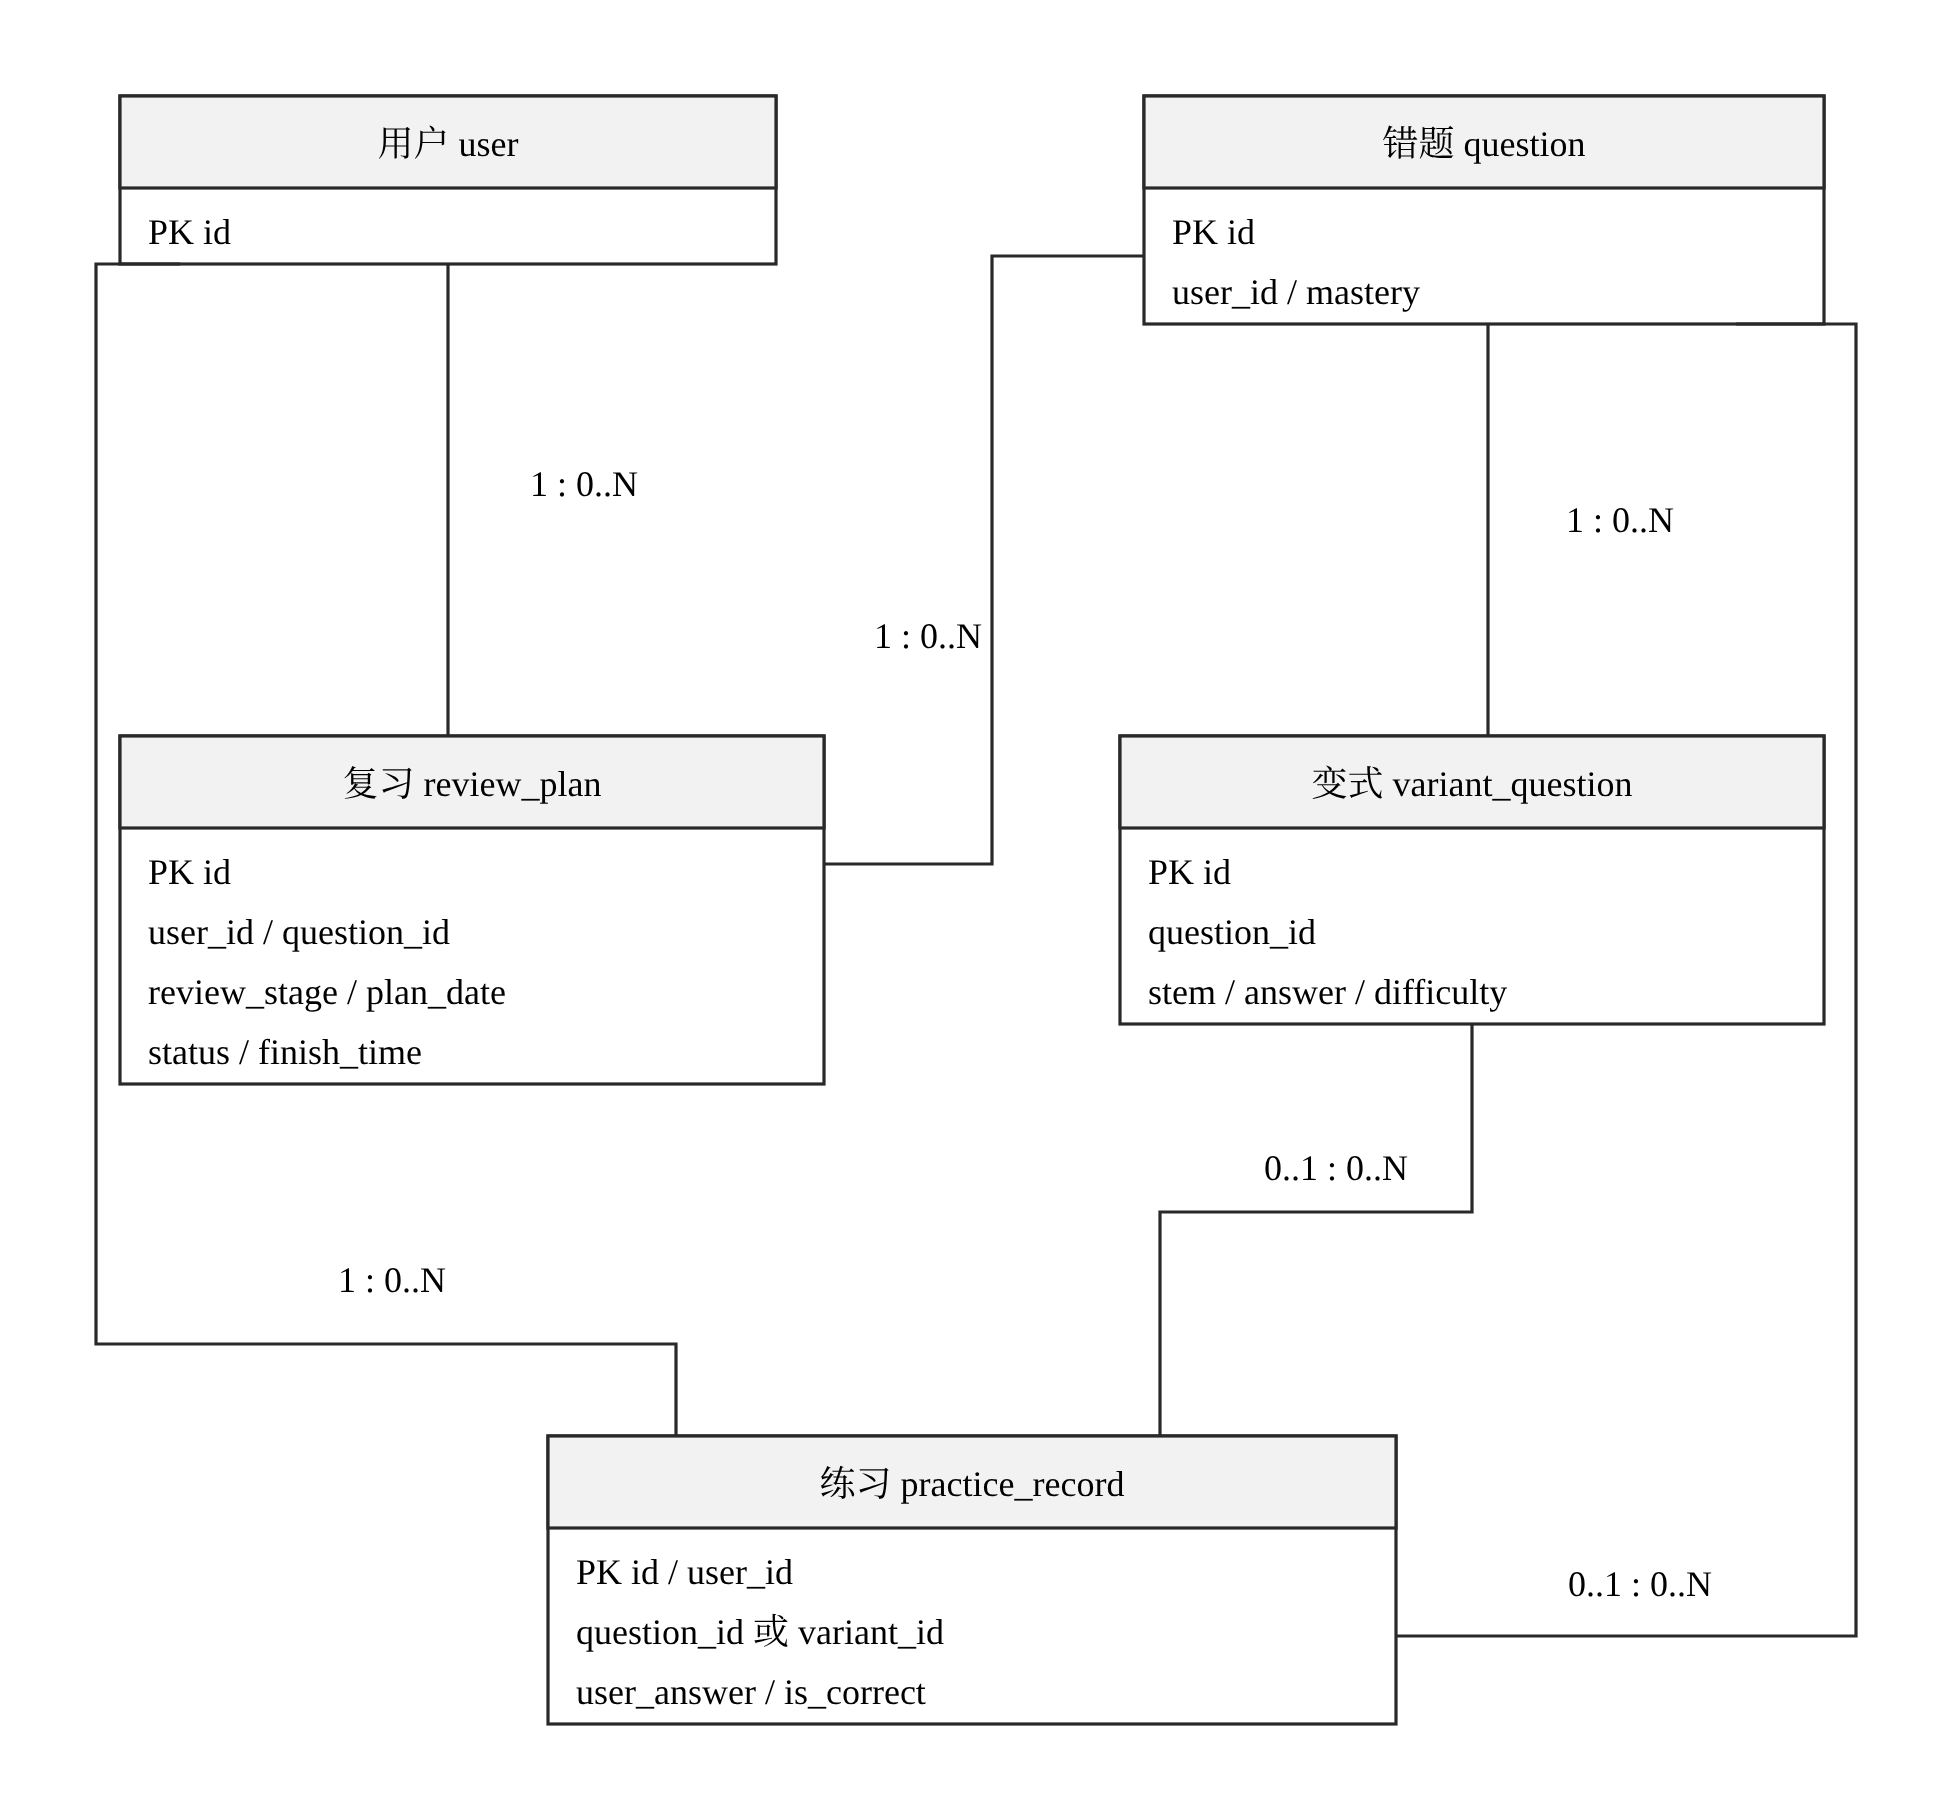 用户 user
PK id
错题 question
PK id
user_id / mastery
1 : 0..N
1 : 0..N
1 : 0..N
复习 review_plan
PK id
user_id / question_id
review_stage / plan_date
status / finish_time
变式 variant_question
PK id
question_id
stem / answer / difficulty
0..1 : 0..N
1 : 0..N
练习 practice_record
PK id / user_id
question_id 或 variant_id
user_answer / is_correct
0..1 : 0..N